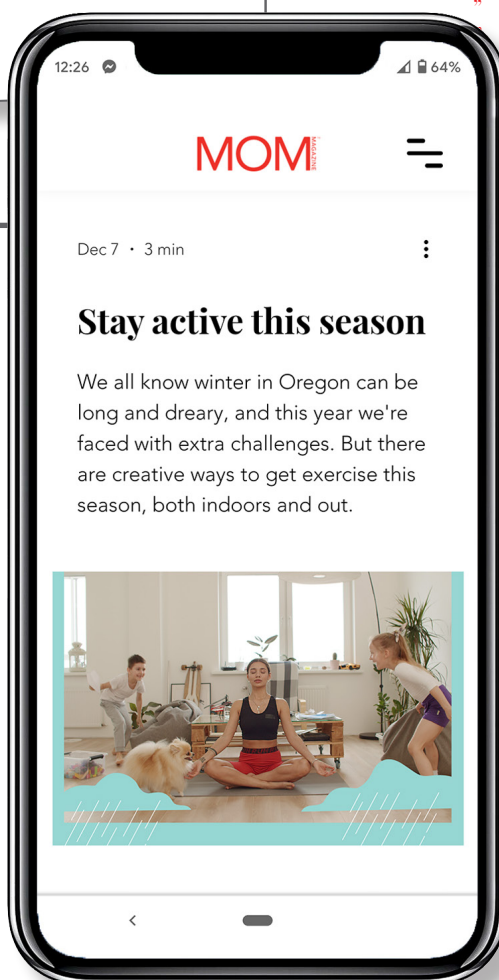 ”
12:26
64%
MOM
MAGAZINE
Dec 7 • 3 min
Stay active this season
We all know winter in Oregon can be
long and dreary, and this year we're
faced with extra challenges. But there
are creative ways to get exercise this
season, both indoors and out.